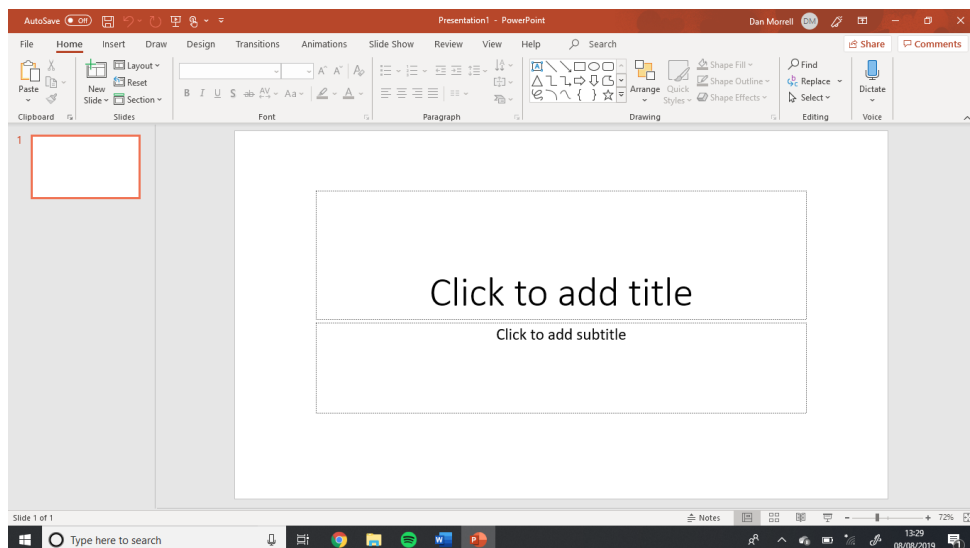 AutoSave Off Presentation1 - PowerPoint Dan Morrell DM
File Home Insert Draw Design Transitions Animations Slide Show Review View Help Search Share Comments
Paste New Slide Layout Reset Section
B I U S ab AV Aa A A A A
Arrange Quick Styles Shape Fill Shape Outline Shape Effects
Find Replace Select Dictate
Clipboard Slides Font Paragraph Drawing Editing Voice
1
Click to add title
Click to add subtitle
Slide 1 of 1 Notes 72%
Type here to search 13:29
08/08/2019